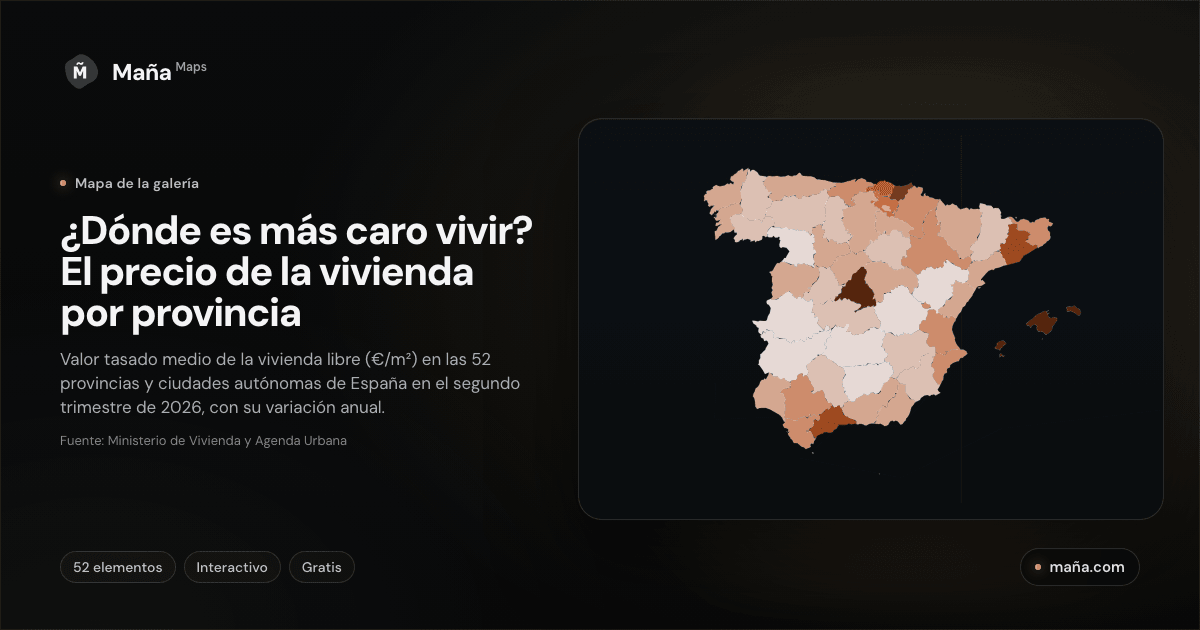 M̃
Maña Maps
Mapa de la galería
¿Dónde es más caro vivir?
El precio de la vivienda
por provincia
Valor tasado medio de la vivienda libre (€/m²) en las 52
provincias y ciudades autónomas de España en el segundo
trimestre de 2026, con su variación anual.
Fuente: Ministerio de Vivienda y Agenda Urbana
52 elementos
Interactivo
Gratis
maña.com